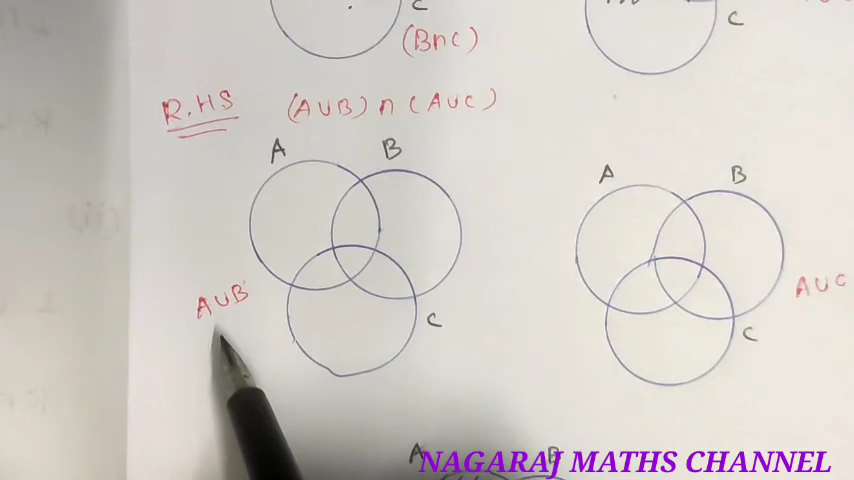 C
C
(B∩C)
R.HS (A∪B) ∩ (A∪C)
A B
A B
A∪B
A∪C
C
C
A B
NAGARAJ MATHS CHANNEL